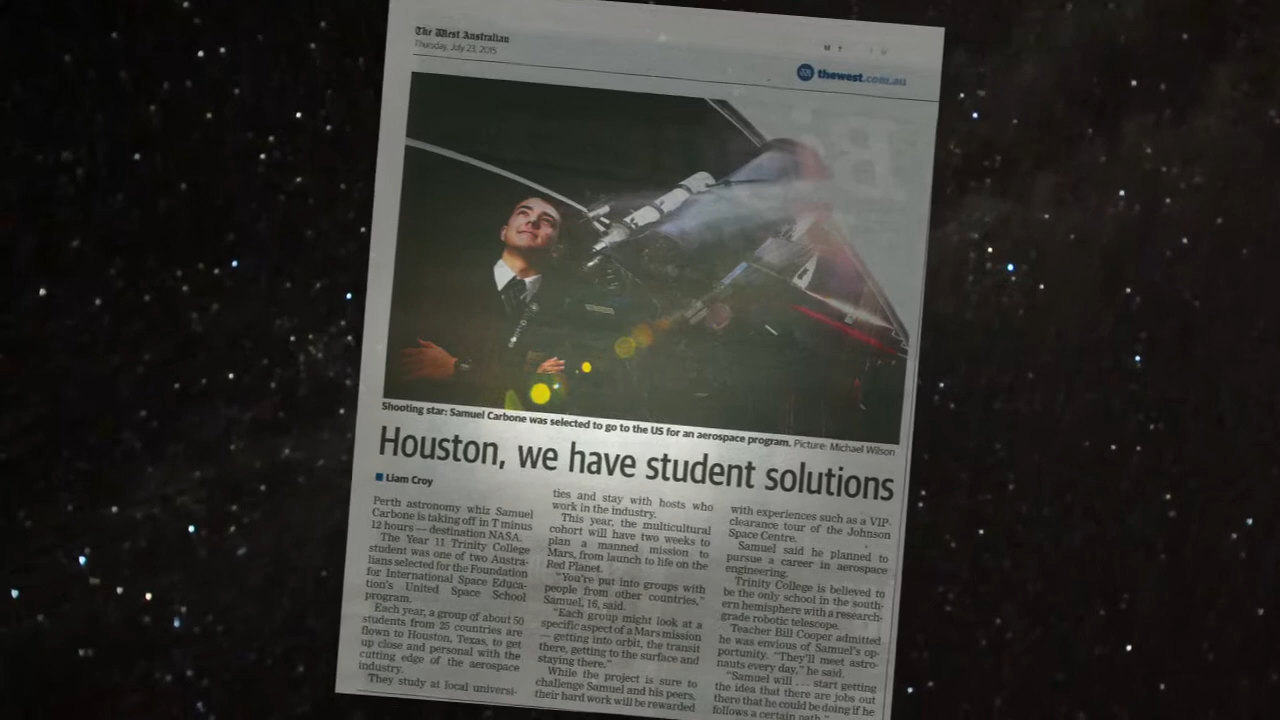 The West Australian
Thursday, July 23, 2015
thewest.com.au
Shooting star: Samuel Carbone was selected to go to the US for an aerospace program. Picture: Michael Wilson
Houston, we have student solutions
Liam Croy
Perth astronomy whiz Samuel
Carbone is taking off in T minus
12 hours — destination NASA.
The Year 11 Trinity College
student was one of two Austra-
lians selected for the Foundation
for International Space Educa-
tion's United Space School
program.
Each year, a group of about 50
students from 25 countries are
flown to Houston, Texas, to get
up close and personal with the
cutting edge of the aerospace
industry.
They study at local universi-
ties and stay with hosts who
work in the industry.
This year, the multicultural
cohort will have two weeks to
plan a manned mission to
Mars, from launch to life on the
Red Planet.
"You're put into groups with
people from other countries,"
Samuel, 16, said.
"Each group might look at a
specific aspect of a Mars mission
— getting into orbit, the transit
there, getting to the surface and
staying there."
While the project is sure to
challenge Samuel and his peers,
their hard work will be rewarded
with experiences such as a VIP-
clearance tour of the Johnson
Space Centre.
Samuel said he planned to
pursue a career in aerospace
engineering.
Trinity College is believed to
be the only school in the south-
ern hemisphere with a research-
grade robotic telescope.
Teacher Bill Cooper admitted
he was envious of Samuel's op-
portunity. "They'll meet astro-
nauts every day," he said.
"Samuel will ... start getting
the idea that there are jobs out
there that he could be doing if he
follows a certain path."